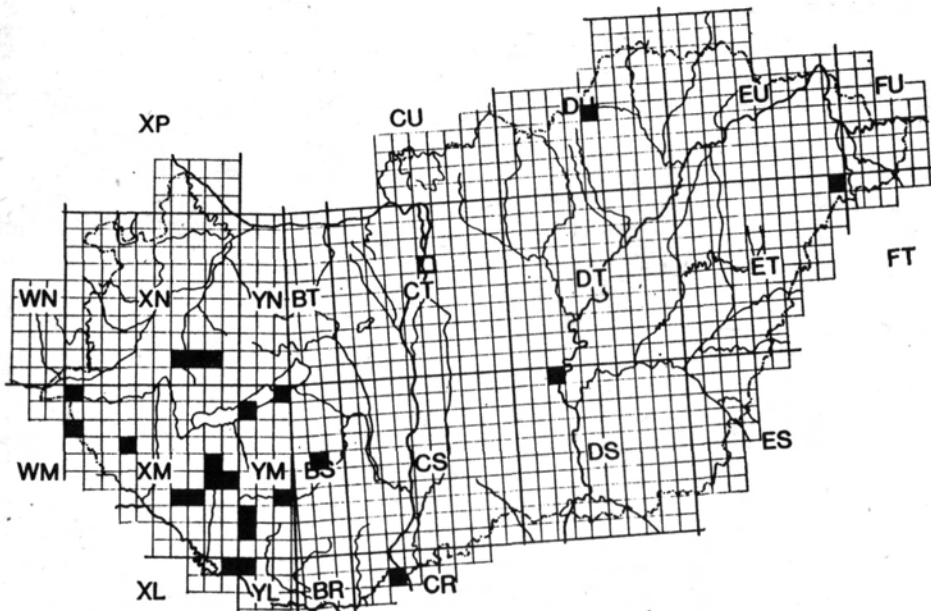 DU
EU
FU
XP
CU
FT
WN
XN
YN
BT
CT
DT
ET
WM
XM
YM
BS
CS
DS
ES
XL
YL
BR
CR